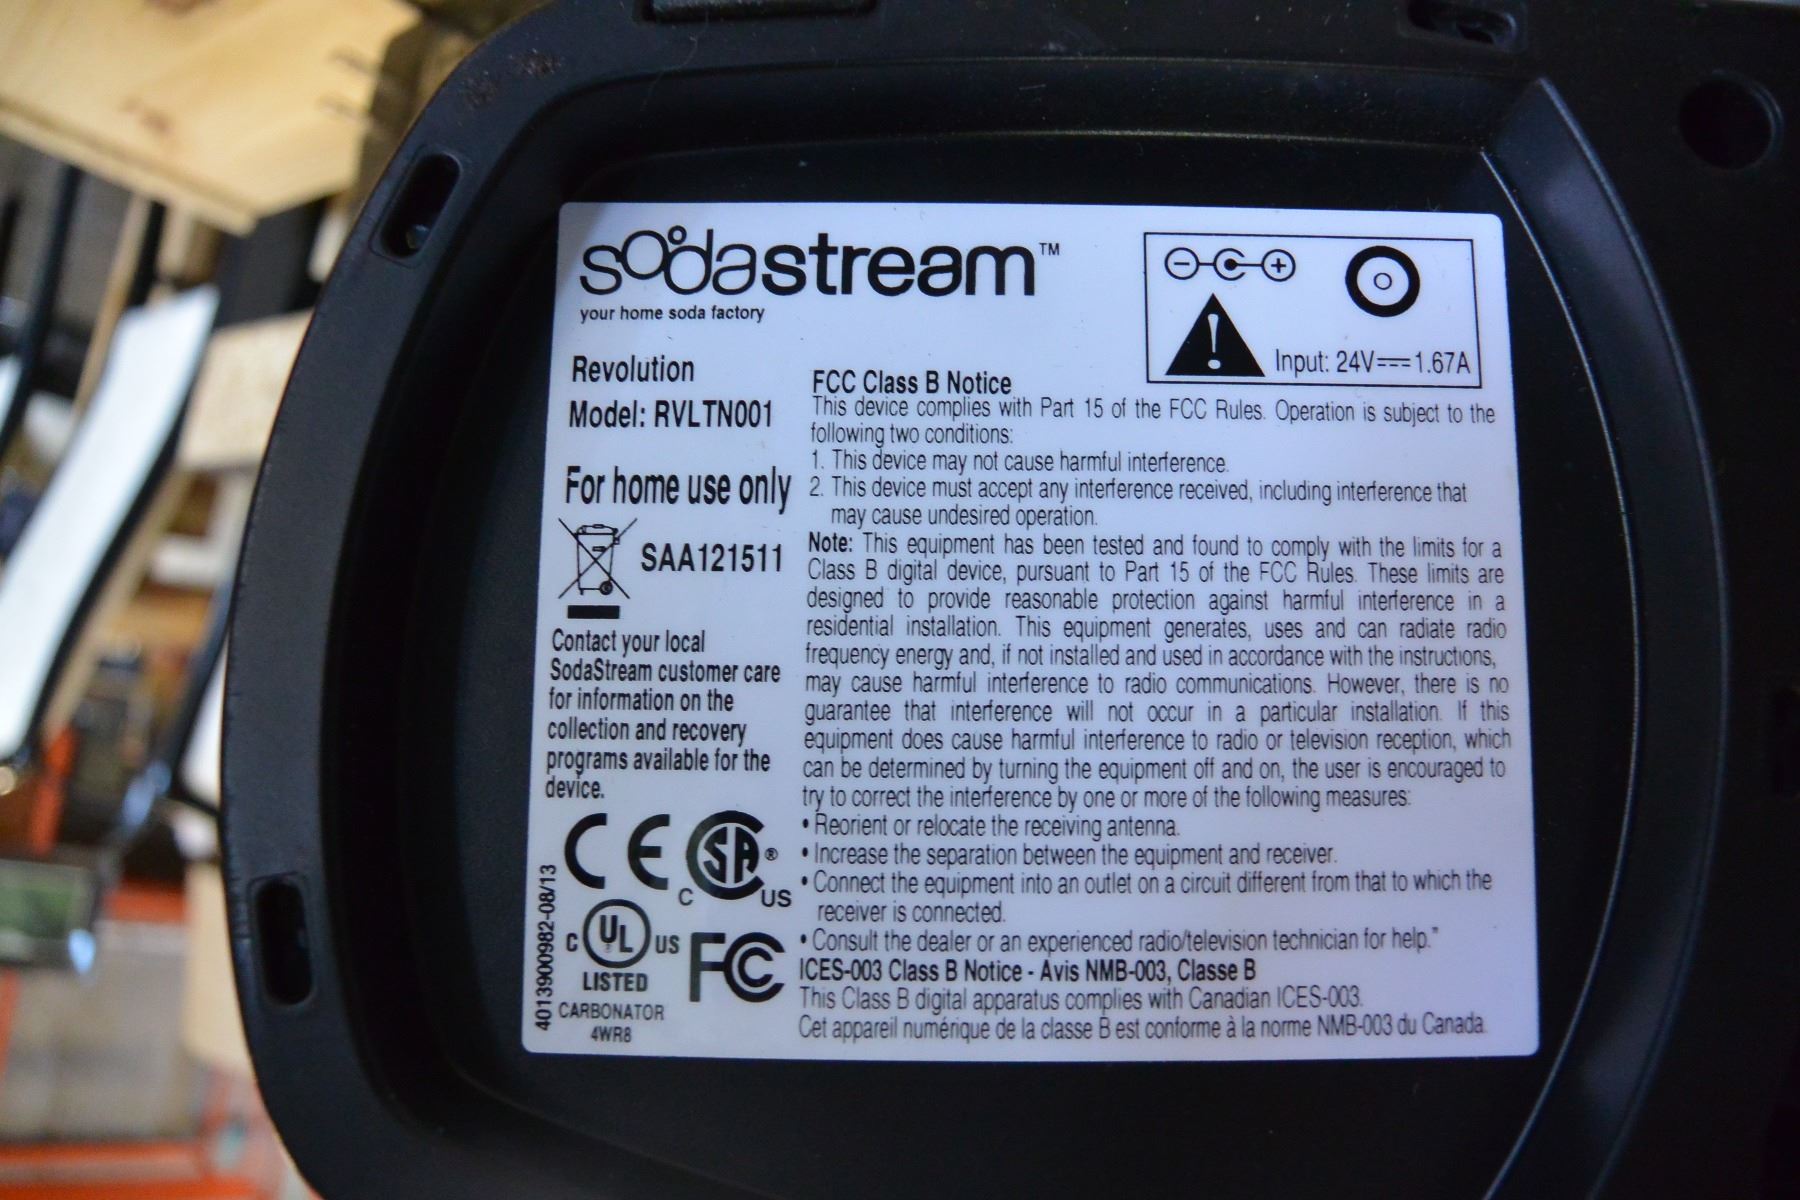 sodastream™
your home soda factory
Input: 24V⎓1.67A
Revolution
Model: RVLTN001
For home use only
SAA121511
Contact your local
SodaStream customer care
for information on the
collection and recovery
programs available for the
device.
CE CSA ®
C US
C UL US
LISTED
FCC
CARBONATOR
4WR8
4013900982-08/13
FCC Class B Notice
This device complies with Part 15 of the FCC Rules. Operation is subject to the
following two conditions:
1. This device may not cause harmful interference.
2. This device must accept any interference received, including interference that
may cause undesired operation.
Note: This equipment has been tested and found to comply with the limits for a
Class B digital device, pursuant to Part 15 of the FCC Rules. These limits are
designed to provide reasonable protection against harmful interference in a
residential installation. This equipment generates, uses and can radiate radio
frequency energy and, if not installed and used in accordance with the instructions,
may cause harmful interference to radio communications. However, there is no
guarantee that interference will not occur in a particular installation. If this
equipment does cause harmful interference to radio or television reception, which
can be determined by turning the equipment off and on, the user is encouraged to
try to correct the interference by one or more of the following measures:
• Reorient or relocate the receiving antenna.
• Increase the separation between the equipment and receiver.
• Connect the equipment into an outlet on a circuit different from that to which the
receiver is connected.
• Consult the dealer or an experienced radio/television technician for help."
ICES-003 Class B Notice - Avis NMB-003, Classe B
This Class B digital apparatus complies with Canadian ICES-003.
Cet appareil numérique de la classe B est conforme à la norme NMB-003 du Canada.